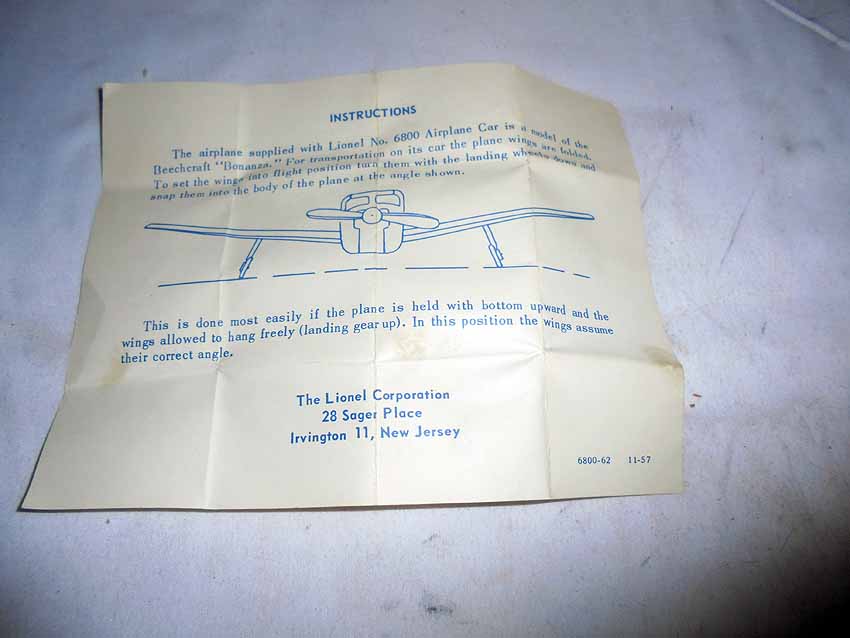 INSTRUCTIONS
The airplane supplied with Lionel No. 6800 Airplane Car is a model of the
Beechcraft "Bonanza." For transportation on its car the plane wings are folded.
To set the wings into flight position turn them with the landing wheels down and
snap them into the body of the plane at the angle shown.
This is done most easily if the plane is held with bottom upward and the
wings allowed to hang freely (landing gear up). In this position the wings assume
their correct angle.
The Lionel Corporation
28 Sager Place
Irvington 11, New Jersey
6800-62 11-57